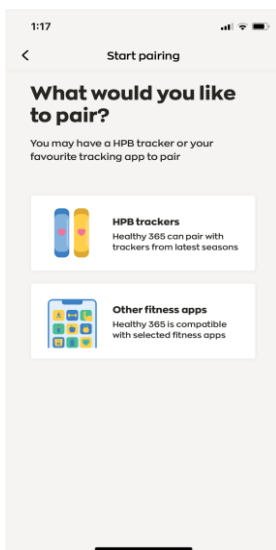 1:17
Start pairing
What would you like
to pair?
You may have a HPB tracker or your
favourite tracking app to pair
HPB trackers
Healthy 365 can pair with
trackers from latest seasons
Other fitness apps
Healthy 365 is compatible
with selected fitness apps